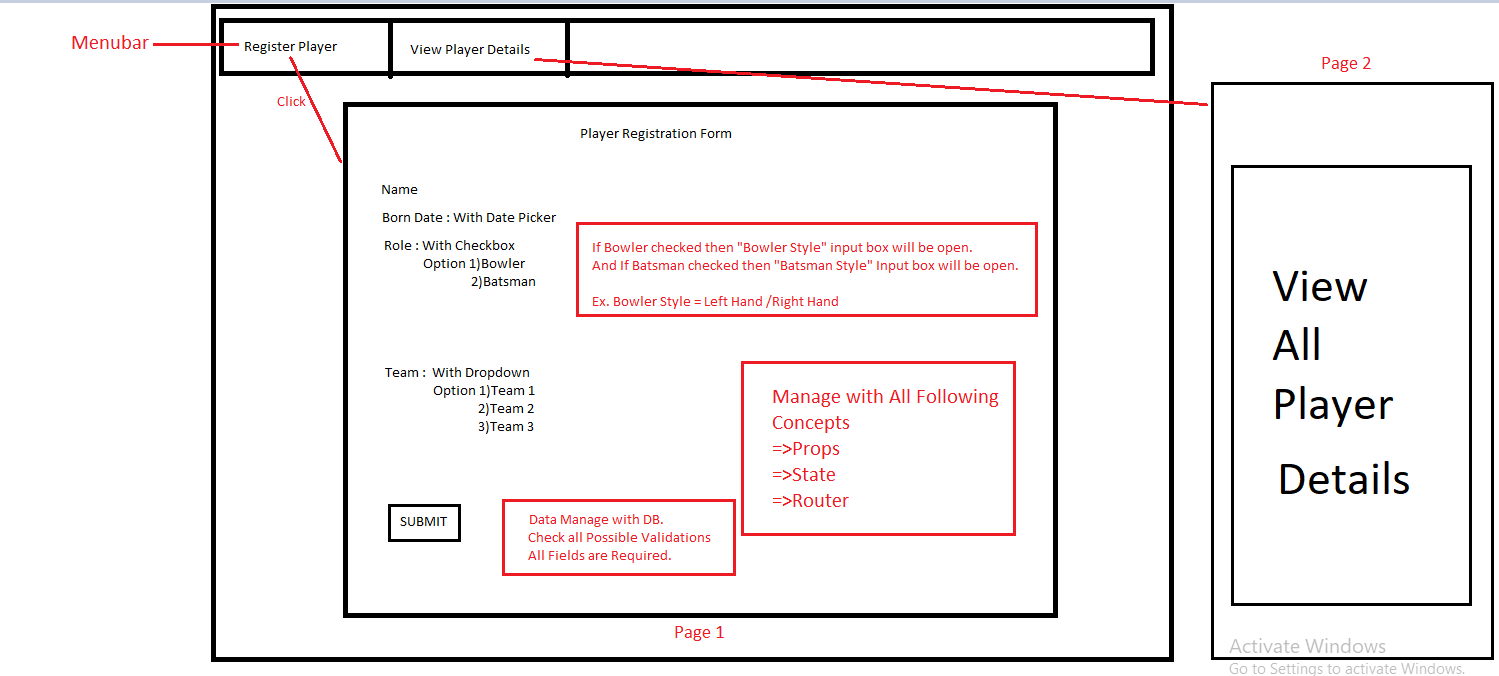 Menubar
Register Player
View Player Details
Page 2
Click
Player Registration Form
Name
Born Date : With Date Picker
Role : With Checkbox
Option 1)Bowler
2)Batsman
If Bowler checked then "Bowler Style" input box will be open.
And If Batsman checked then "Batsman Style" Input box will be open.
Ex. Bowler Style = Left Hand /Right Hand
Team : With Dropdown
Option 1)Team 1
2)Team 2
3)Team 3
Manage with All Following
Concepts
=>Props
=>State
=>Router
SUBMIT
Data Manage with DB.
Check all Possible Validations
All Fields are Required.
Page 1
View
All
Player
Details
Activate Windows
Go to Settings to activate Windows.